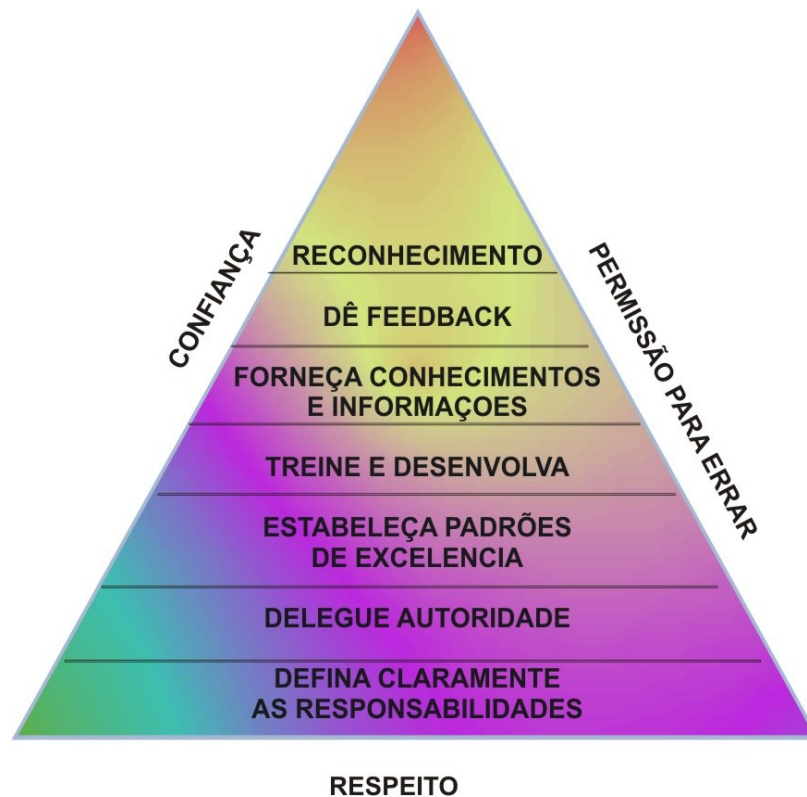 CONFIANÇA
PERMISSÃO PARA ERRAR
RECONHECIMENTO
DÊ FEEDBACK
FORNEÇA CONHECIMENTOS
E INFORMAÇOES
TREINE E DESENVOLVA
ESTABELEÇA PADRÕES
DE EXCELENCIA
DELEGUE AUTORIDADE
DEFINA CLARAMENTE
AS RESPONSABILIDADES
RESPEITO